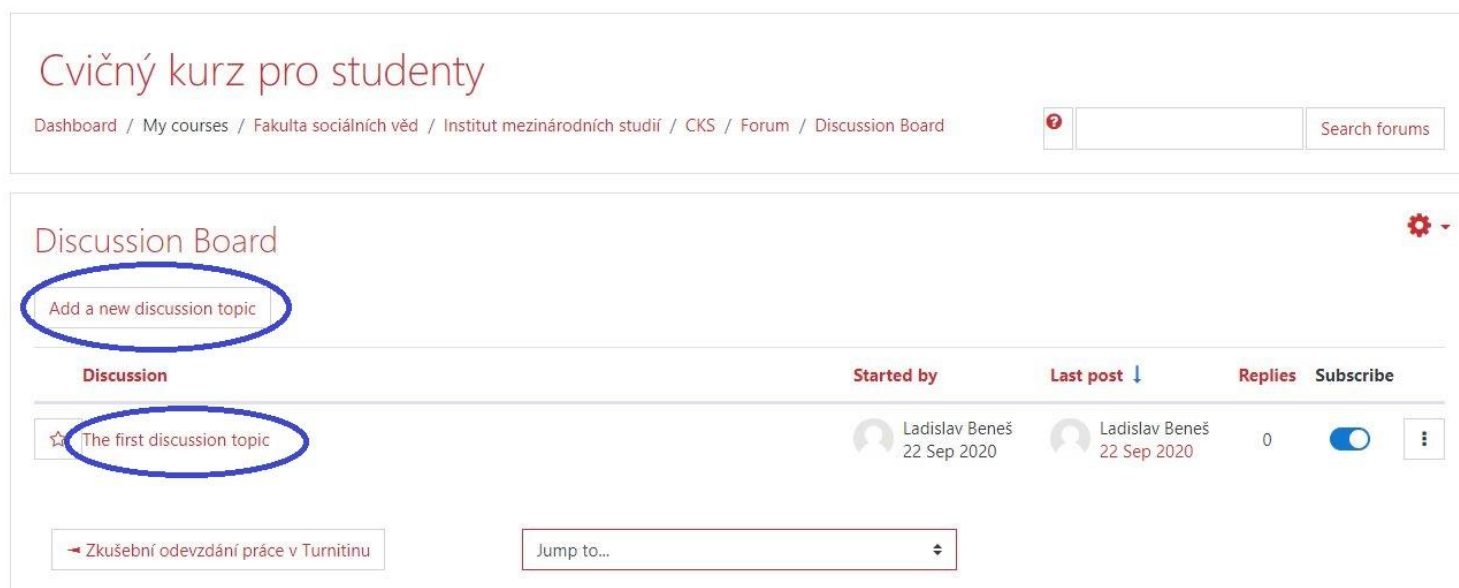 Cvičný kurz pro studenty
Dashboard / My courses / Fakulta sociálních věd / Institut mezinárodních studií / CKS / Forum / Discussion Board
Search forums
Discussion Board
Add a new discussion topic
Discussion Started by Last post ↓ Replies Subscribe
The first discussion topic Ladislav Beneš Ladislav Beneš 0
22 Sep 2020 22 Sep 2020
◄ Zkušební odevzdání práce v Turnitinu Jump to...